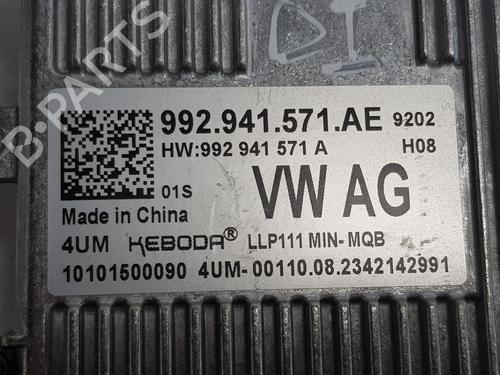 DI
B-PARTS
992.941.571.AE 9202
HW:992 941 571 A H08
01S VW AG
Made in China
4UM KEBODA® LLP111 MIN-MQB
10101500090 4UM-00110.08.2342142991